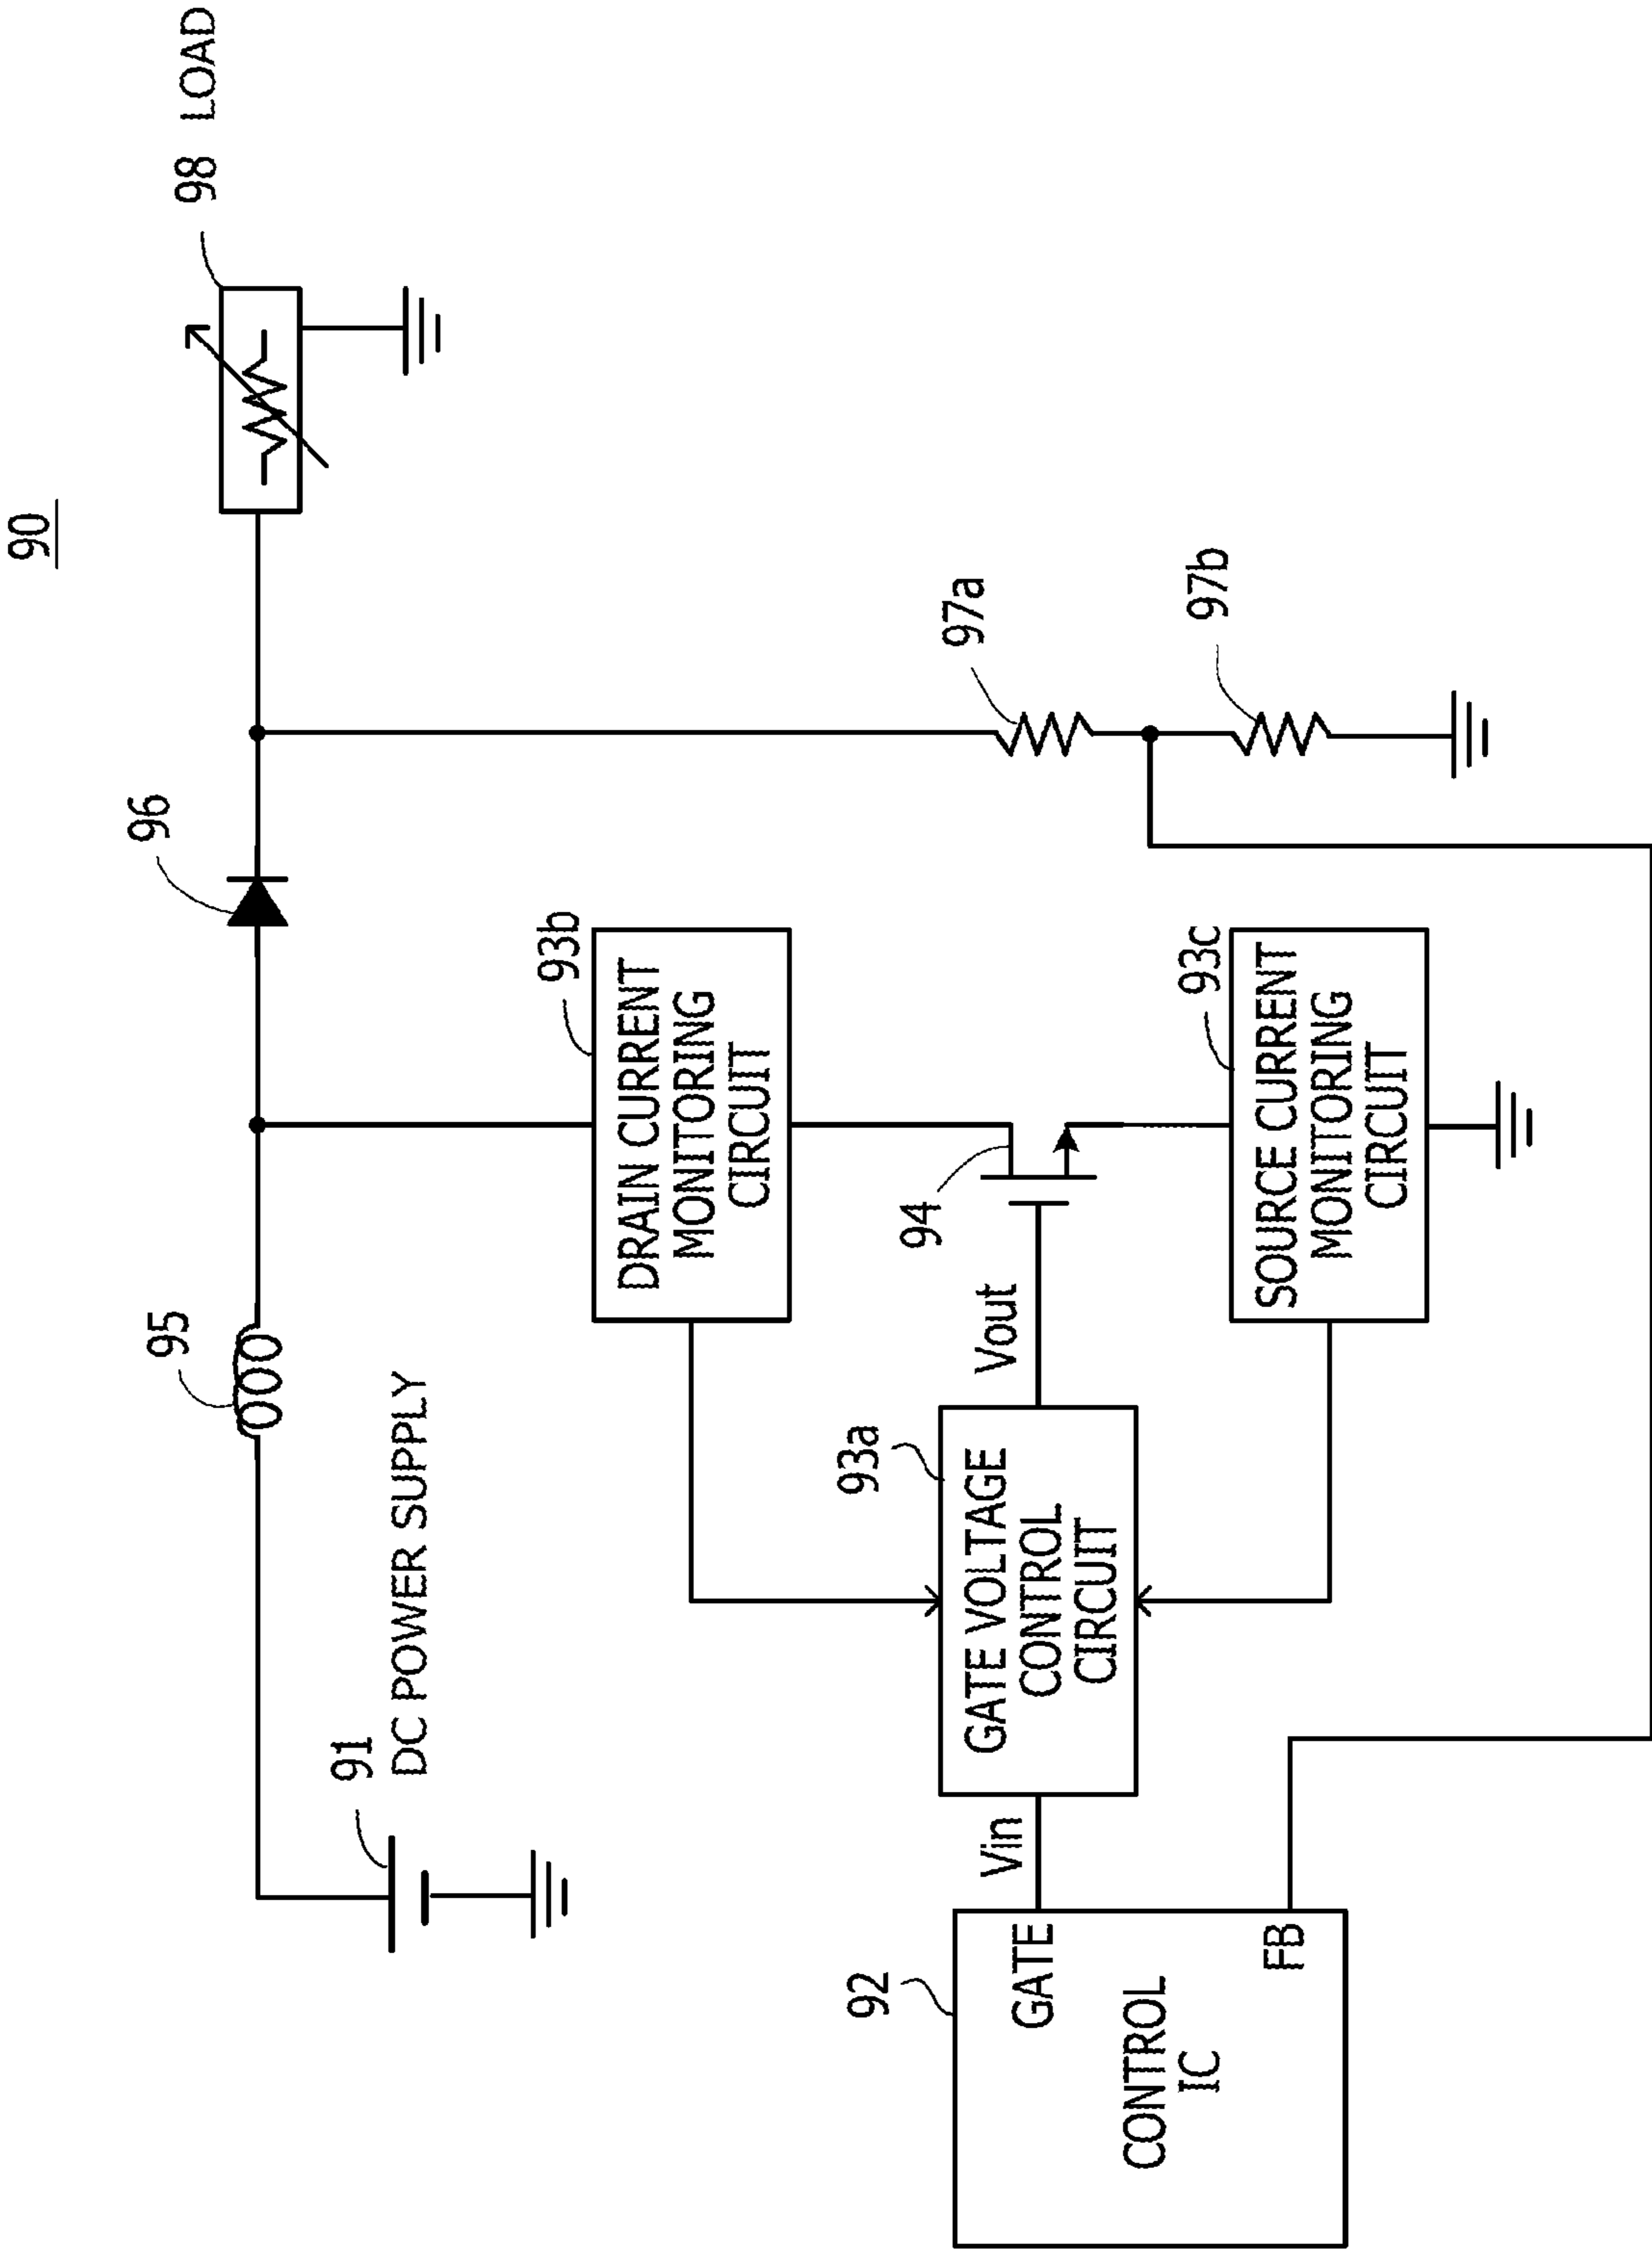 90
98 LOAD
96
95
91
DC POWER SUPPLY
93b
DRAIN CURRENT
MONITORING
CIRCUIT
97a
97b
94
Vout
93a
GATE VOLTAGE
CONTROL
CIRCUIT
Vin
93c
SOURCE CURRENT
MONITORING
CIRCUIT
92
GATE
CONTROL
IC
FB